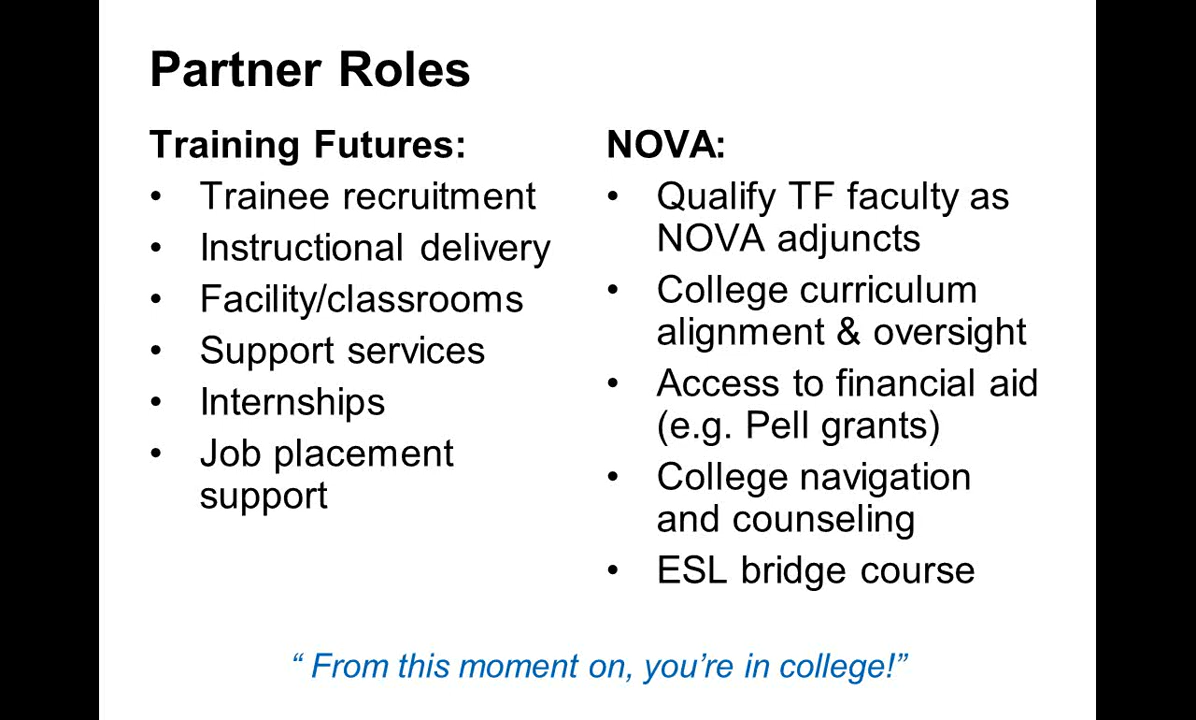 Partner Roles
Training Futures:
• Trainee recruitment
• Instructional delivery
• Facility/classrooms
• Support services
• Internships
• Job placement
support
NOVA:
• Qualify TF faculty as
NOVA adjuncts
• College curriculum
alignment & oversight
• Access to financial aid
(e.g. Pell grants)
• College navigation
and counseling
• ESL bridge course
“ From this moment on, you’re in college!”